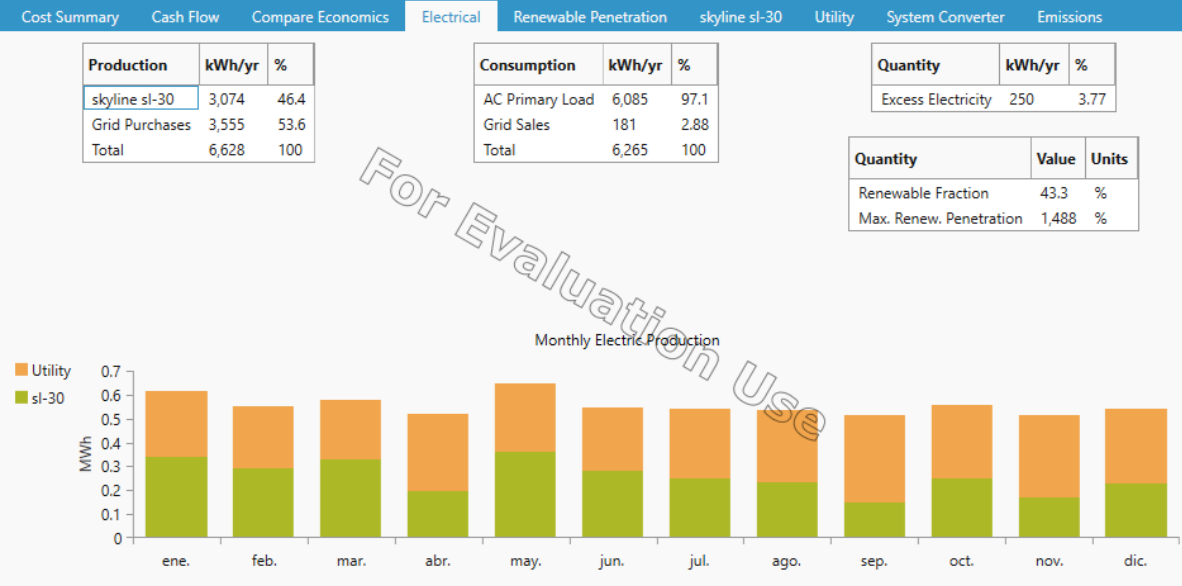 Cost Summary Cash Flow Compare Economics Electrical Renewable Penetration skyline sl-30 Utility System Converter Emissions
Production kWh/yr %
skyline sl-30 3,074 46.4
Grid Purchases 3,555 53.6
Total 6,628 100
Consumption kWh/yr %
AC Primary Load 6,085 97.1
Grid Sales 181 2.88
Total 6,265 100
Quantity kWh/yr %
Excess Electricity 250 3.77
Quantity Value Units
Renewable Fraction 43.3 %
Max. Renew. Penetration 1,488 %
For Evaluation Use
Monthly Electric Production
Utility
sl-30
MWh
0.7
0.6
0.5
0.4
0.3
0.2
0.1
0
ene. feb. mar. abr. may. jun. jul. ago. sep. oct. nov. dic.